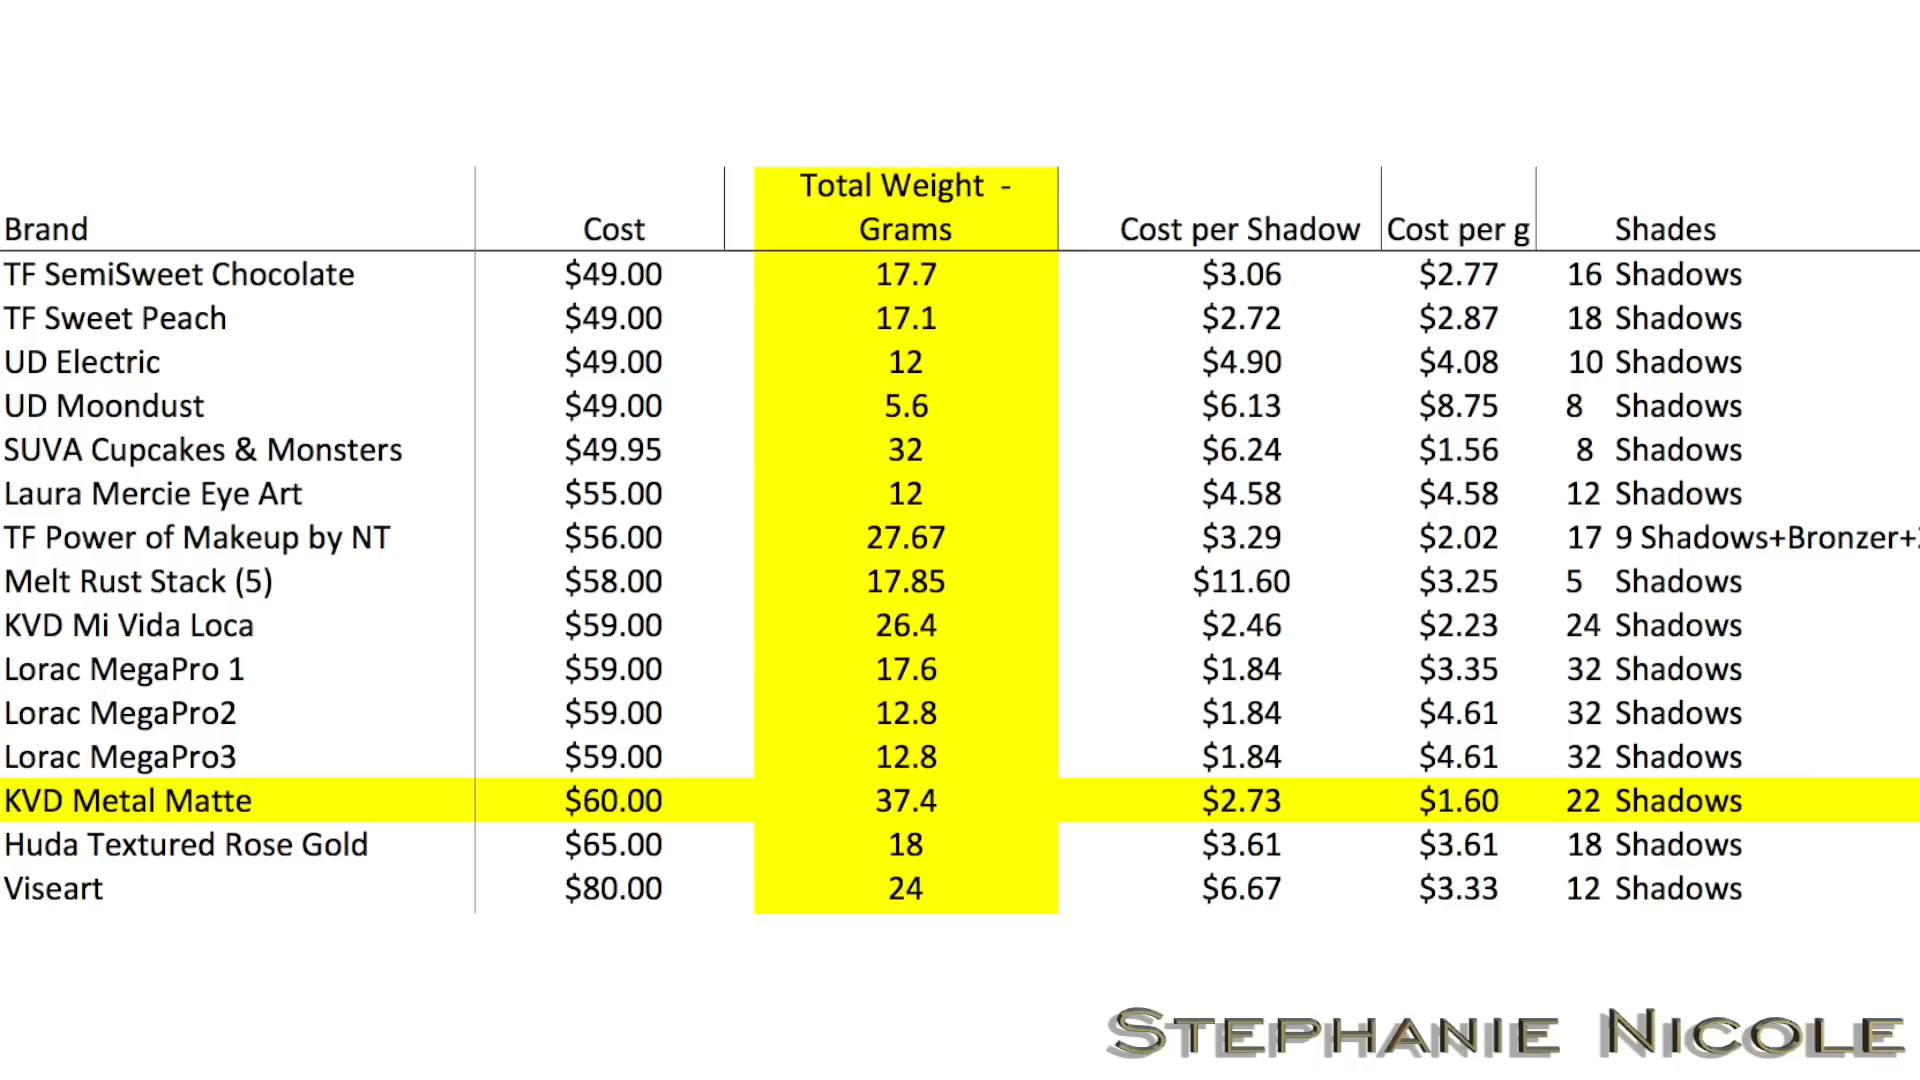 Brand Cost Total Weight - Grams Cost per Shadow Cost per g Shades
TF SemiSweet Chocolate $49.00 17.7 $3.06 $2.77 16 Shadows
TF Sweet Peach $49.00 17.1 $2.72 $2.87 18 Shadows
UD Electric $49.00 12 $4.90 $4.08 10 Shadows
UD Moondust $49.00 5.6 $6.13 $8.75 8 Shadows
SUVA Cupcakes & Monsters $49.95 32 $6.24 $1.56 8 Shadows
Laura Mercie Eye Art $55.00 12 $4.58 $4.58 12 Shadows
TF Power of Makeup by NT $56.00 27.67 $3.29 $2.02 17 9 Shadows+Bronzer+
Melt Rust Stack (5) $58.00 17.85 $11.60 $3.25 5 Shadows
KVD Mi Vida Loca $59.00 26.4 $2.46 $2.23 24 Shadows
Lorac MegaPro 1 $59.00 17.6 $1.84 $3.35 32 Shadows
Lorac MegaPro2 $59.00 12.8 $1.84 $4.61 32 Shadows
Lorac MegaPro3 $59.00 12.8 $1.84 $4.61 32 Shadows
KVD Metal Matte $60.00 37.4 $2.73 $1.60 22 Shadows
Huda Textured Rose Gold $65.00 18 $3.61 $3.61 18 Shadows
Viseart $80.00 24 $6.67 $3.33 12 Shadows
STEPHANIE NICOLE